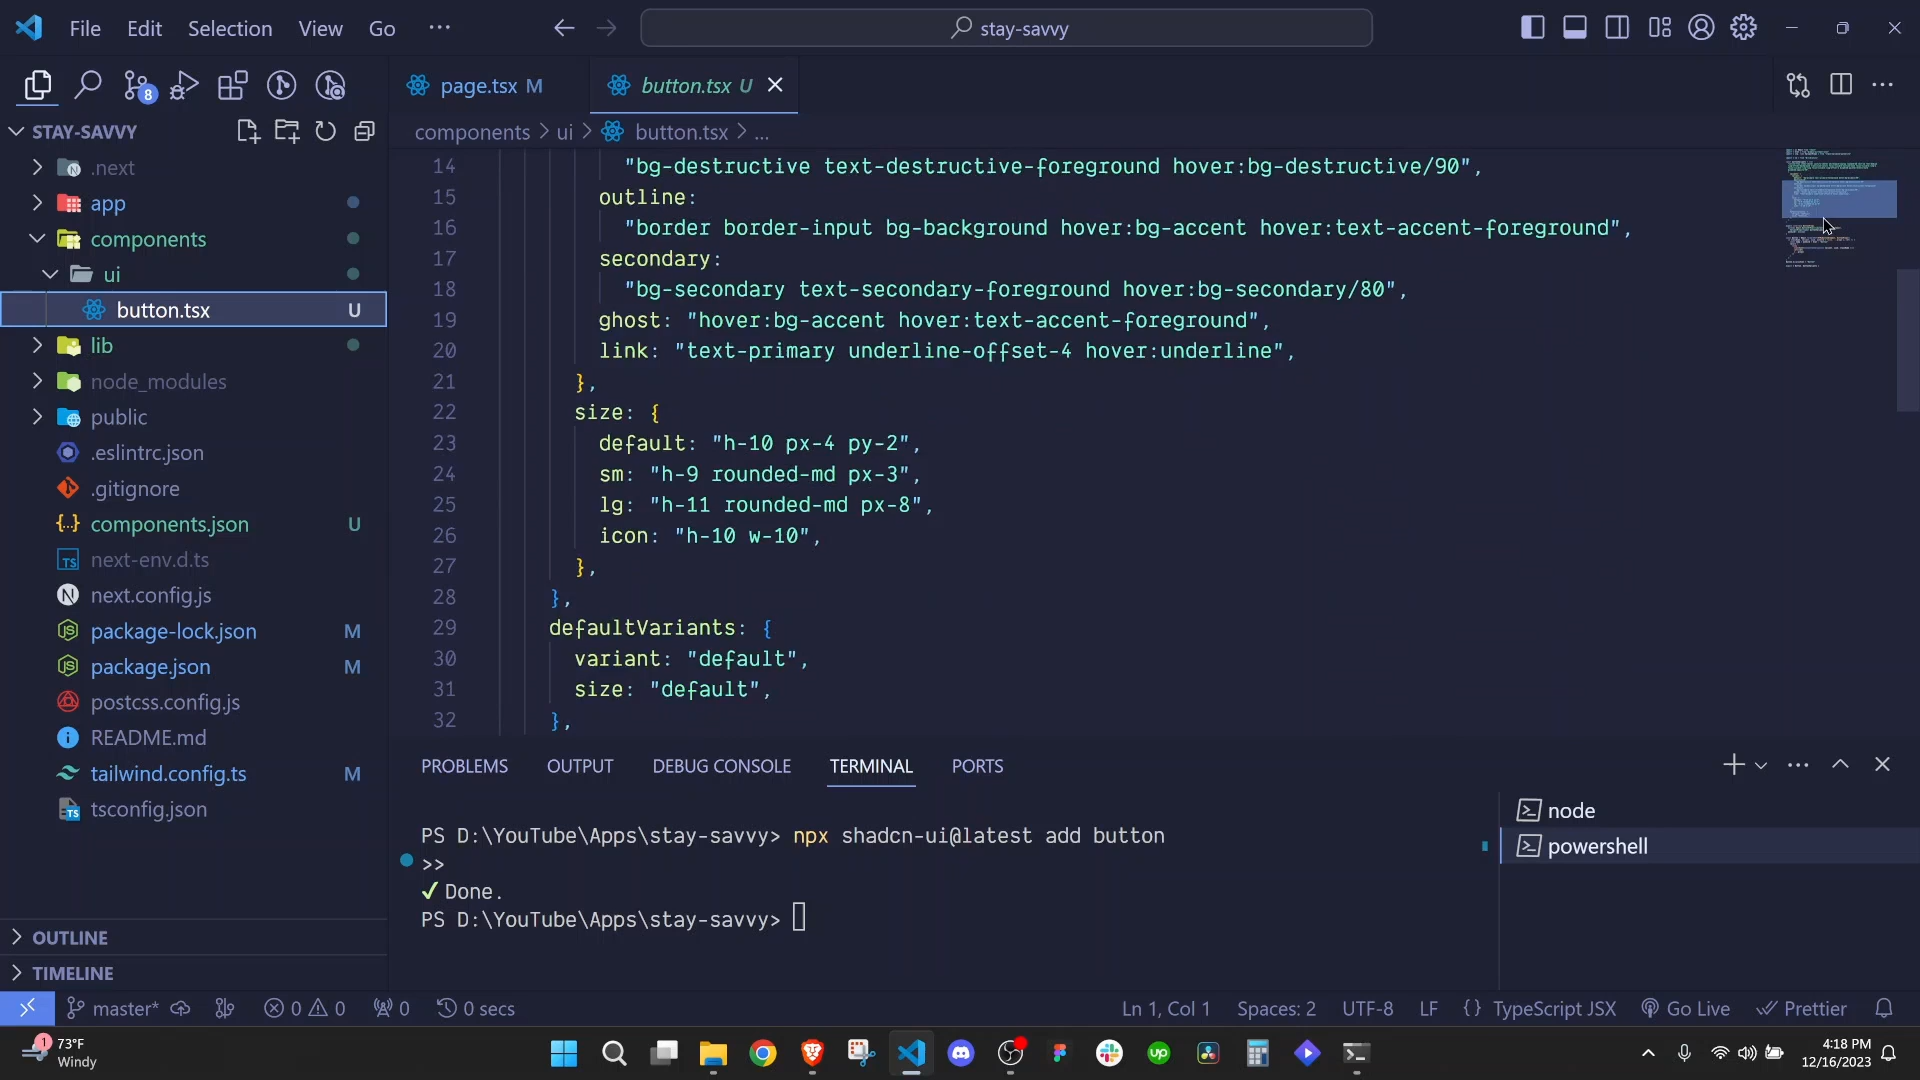 File Edit Selection View Go ···
stay-savvy
8
page.tsx M
button.tsx U
STAY-SAVVY
components > ui > button.tsx > ...
.next
app
components
ui
button.tsx U
lib
node_modules
public
.eslintrc.json
.gitignore
components.json U
next-env.d.ts
next.config.js
package-lock.json M
package.json M
postcss.config.js
README.md
tailwind.config.ts M
tsconfig.json
OUTLINE
TIMELINE
14 "bg-destructive text-destructive-foreground hover:bg-destructive/90",
15 outline:
16 "border border-input bg-background hover:bg-accent hover:text-accent-foreground",
17 secondary:
18 "bg-secondary text-secondary-foreground hover:bg-secondary/80",
19 ghost: "hover:bg-accent hover:text-accent-foreground",
20 link: "text-primary underline-offset-4 hover:underline",
21 },
22 size: {
23 default: "h-10 px-4 py-2",
24 sm: "h-9 rounded-md px-3",
25 lg: "h-11 rounded-md px-8",
26 icon: "h-10 w-10",
27 },
28 },
29 defaultVariants: {
30 variant: "default",
31 size: "default",
32 },
PROBLEMS OUTPUT DEBUG CONSOLE TERMINAL PORTS
PS D:\YouTube\Apps\stay-savvy> npx shadcn-ui@latest add button
>>
✓ Done.
PS D:\YouTube\Apps\stay-savvy>
node
powershell
master* 0 0 0 0 secs
Ln 1, Col 1 Spaces: 2 UTF-8 LF {} TypeScript JSX Go Live Prettier
1
73°F
Windy
up
4:18 PM
12/16/2023